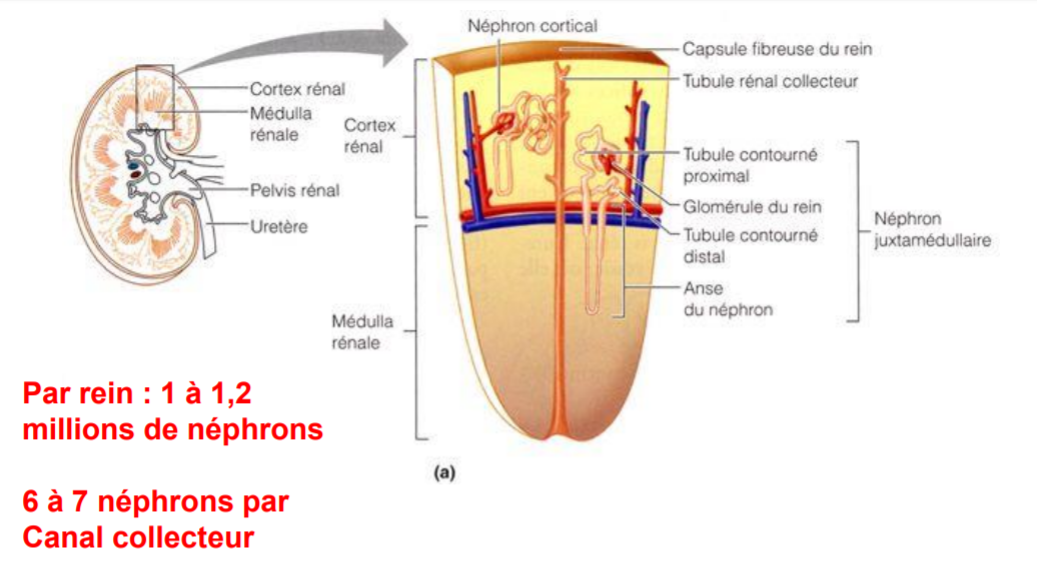 Néphron cortical
Capsule fibreuse du rein
Tubule rénal collecteur
Cortex rénal
Médulla
rénale
Pelvis rénal
Uretère
Cortex
rénal
Tubule contourné
proximal
Glomérule du rein
Tubule contourné
distal
Anse
du néphron
Néphron
juxtamédullaire
Médulla
rénale
Par rein : 1 à 1,2
millions de néphrons
6 à 7 néphrons par
Canal collecteur
(a)